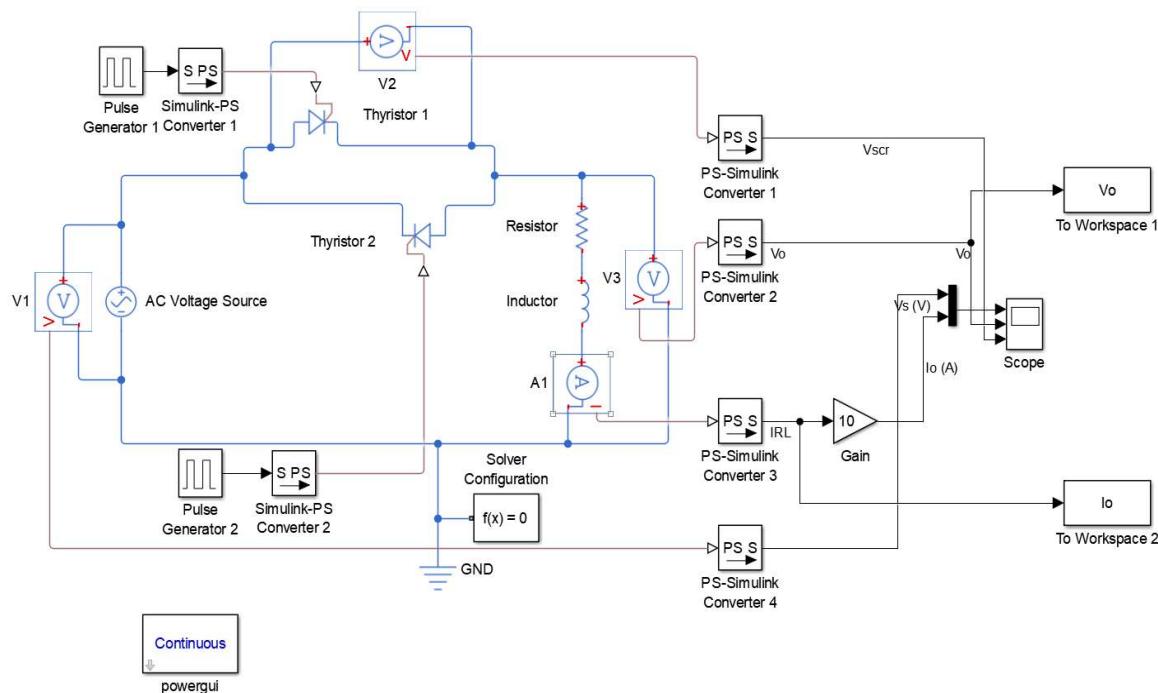 V2
Pulse
Generator 1
S PS
Simulink-PS
Converter 1
Thyristor 1
PS S
PS-Simulink
Converter 1
Vscr
Vo
To Workspace 1
Thyristor 2
Resistor
V3
PS S
PS-Simulink
Converter 2
Vo
Vo
V1
AC Voltage Source
Inductor
Vs (V)
Io (A)
Scope
A1
PS S
PS-Simulink
Converter 3
IRL
10
Gain
Pulse
Generator 2
S PS
Simulink-PS
Converter 2
Solver
Configuration
f(x) = 0
Io
To Workspace 2
GND
PS S
PS-Simulink
Converter 4
Continuous
powergui
V
V
V
A
V
V
V
I